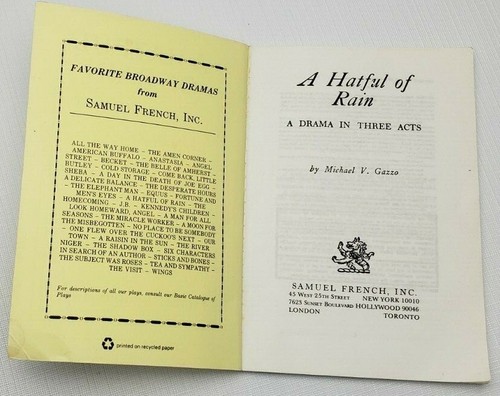 FAVORITE BROADWAY DRAMAS
from
SAMUEL FRENCH, INC.
ALL THE WAY HOME – THE AMEN CORNER –
AMERICAN BUFFALO – ANASTASIA – ANGEL
STREET – BECKET – THE BELLE OF AMHERST –
BUTLEY – COLD STORAGE – COME BACK, LITTLE
SHEBA – A DAY IN THE DEATH OF JOE EGG –
A DELICATE BALANCE – THE DESPERATE HOURS
– THE ELEPHANT MAN – EQUUS – FORTUNE AND
MEN'S EYES – A HATFUL OF RAIN – THE
HOMECOMING – J.B. – KENNEDY'S CHILDREN –
LOOK HOMEWARD, ANGEL – A MAN FOR ALL
SEASONS – THE MIRACLE WORKER – A MOON FOR
THE MISBEGOTTEN – NO PLACE TO BE SOMEBODY
– ONE FLEW OVER THE CUCKOO'S NEST – OUR
TOWN – A RAISIN IN THE SUN – THE RIVER
NIGER – THE SHADOW BOX – SIX CHARACTERS
IN SEARCH OF AN AUTHOR – STICKS AND BONES –
THE SUBJECT WAS ROSES – TEA AND SYMPATHY –
THE VISIT – WINGS
For descriptions of all our plays, consult our Basic Catalogue of
Plays
printed on recycled paper
A Hatful of
Rain
A DRAMA IN THREE ACTS
by Michael V. Gazzo
SAMUEL FRENCH, INC.
45 WEST 25TH STREET NEW YORK 10010
7623 SUNSET BOULEVARD HOLLYWOOD 90046
LONDON TORONTO